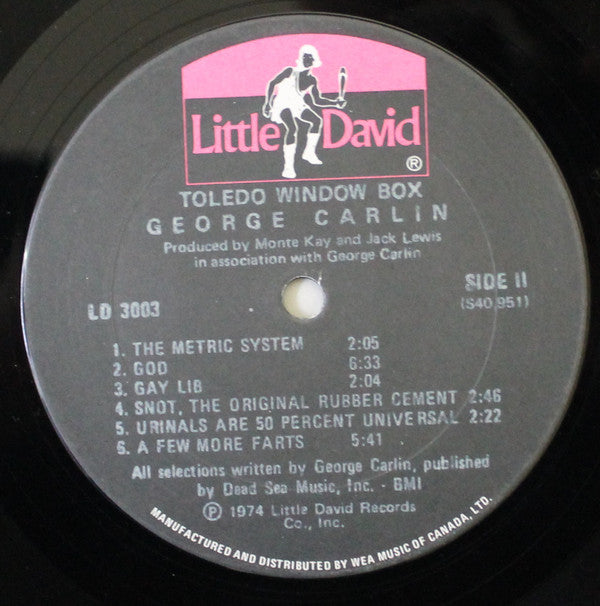 Little David ®
TOLEDO WINDOW BOX
GEORGE CARLIN
Produced by Monte Kay and Jack Lewis
in association with George Carlin
SIDE II
LD 3003
(S40,951)
1. THE METRIC SYSTEM 2:05
2. GOD 6:33
3. GAY LIB 2:04
4. SNOT, THE ORIGINAL RUBBER CEMENT 2:46
5. URINALS ARE 50 PERCENT UNIVERSAL 2:22
6. A FEW MORE FARTS 5:41
All selections written by George Carlin, published
by Dead Sea Music, Inc. - BMI
Ⓟ 1974 Little David Records
Co., Inc.
MANUFACTURED AND DISTRIBUTED BY WEA MUSIC OF CANADA, LTD.